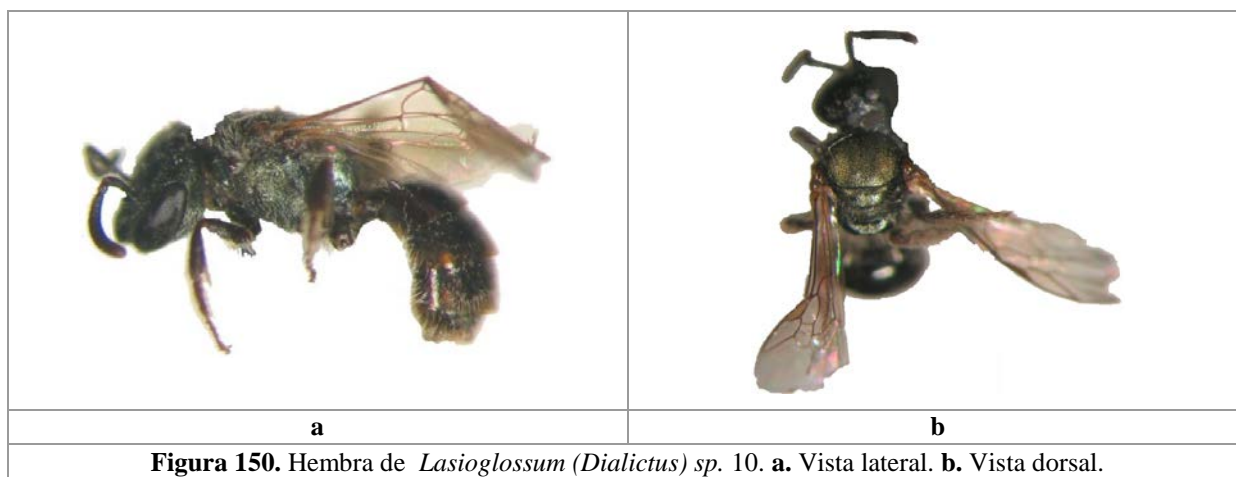 a
b
Figura 150. Hembra de Lasioglossum (Dialictus) sp. 10. a. Vista lateral. b. Vista dorsal.